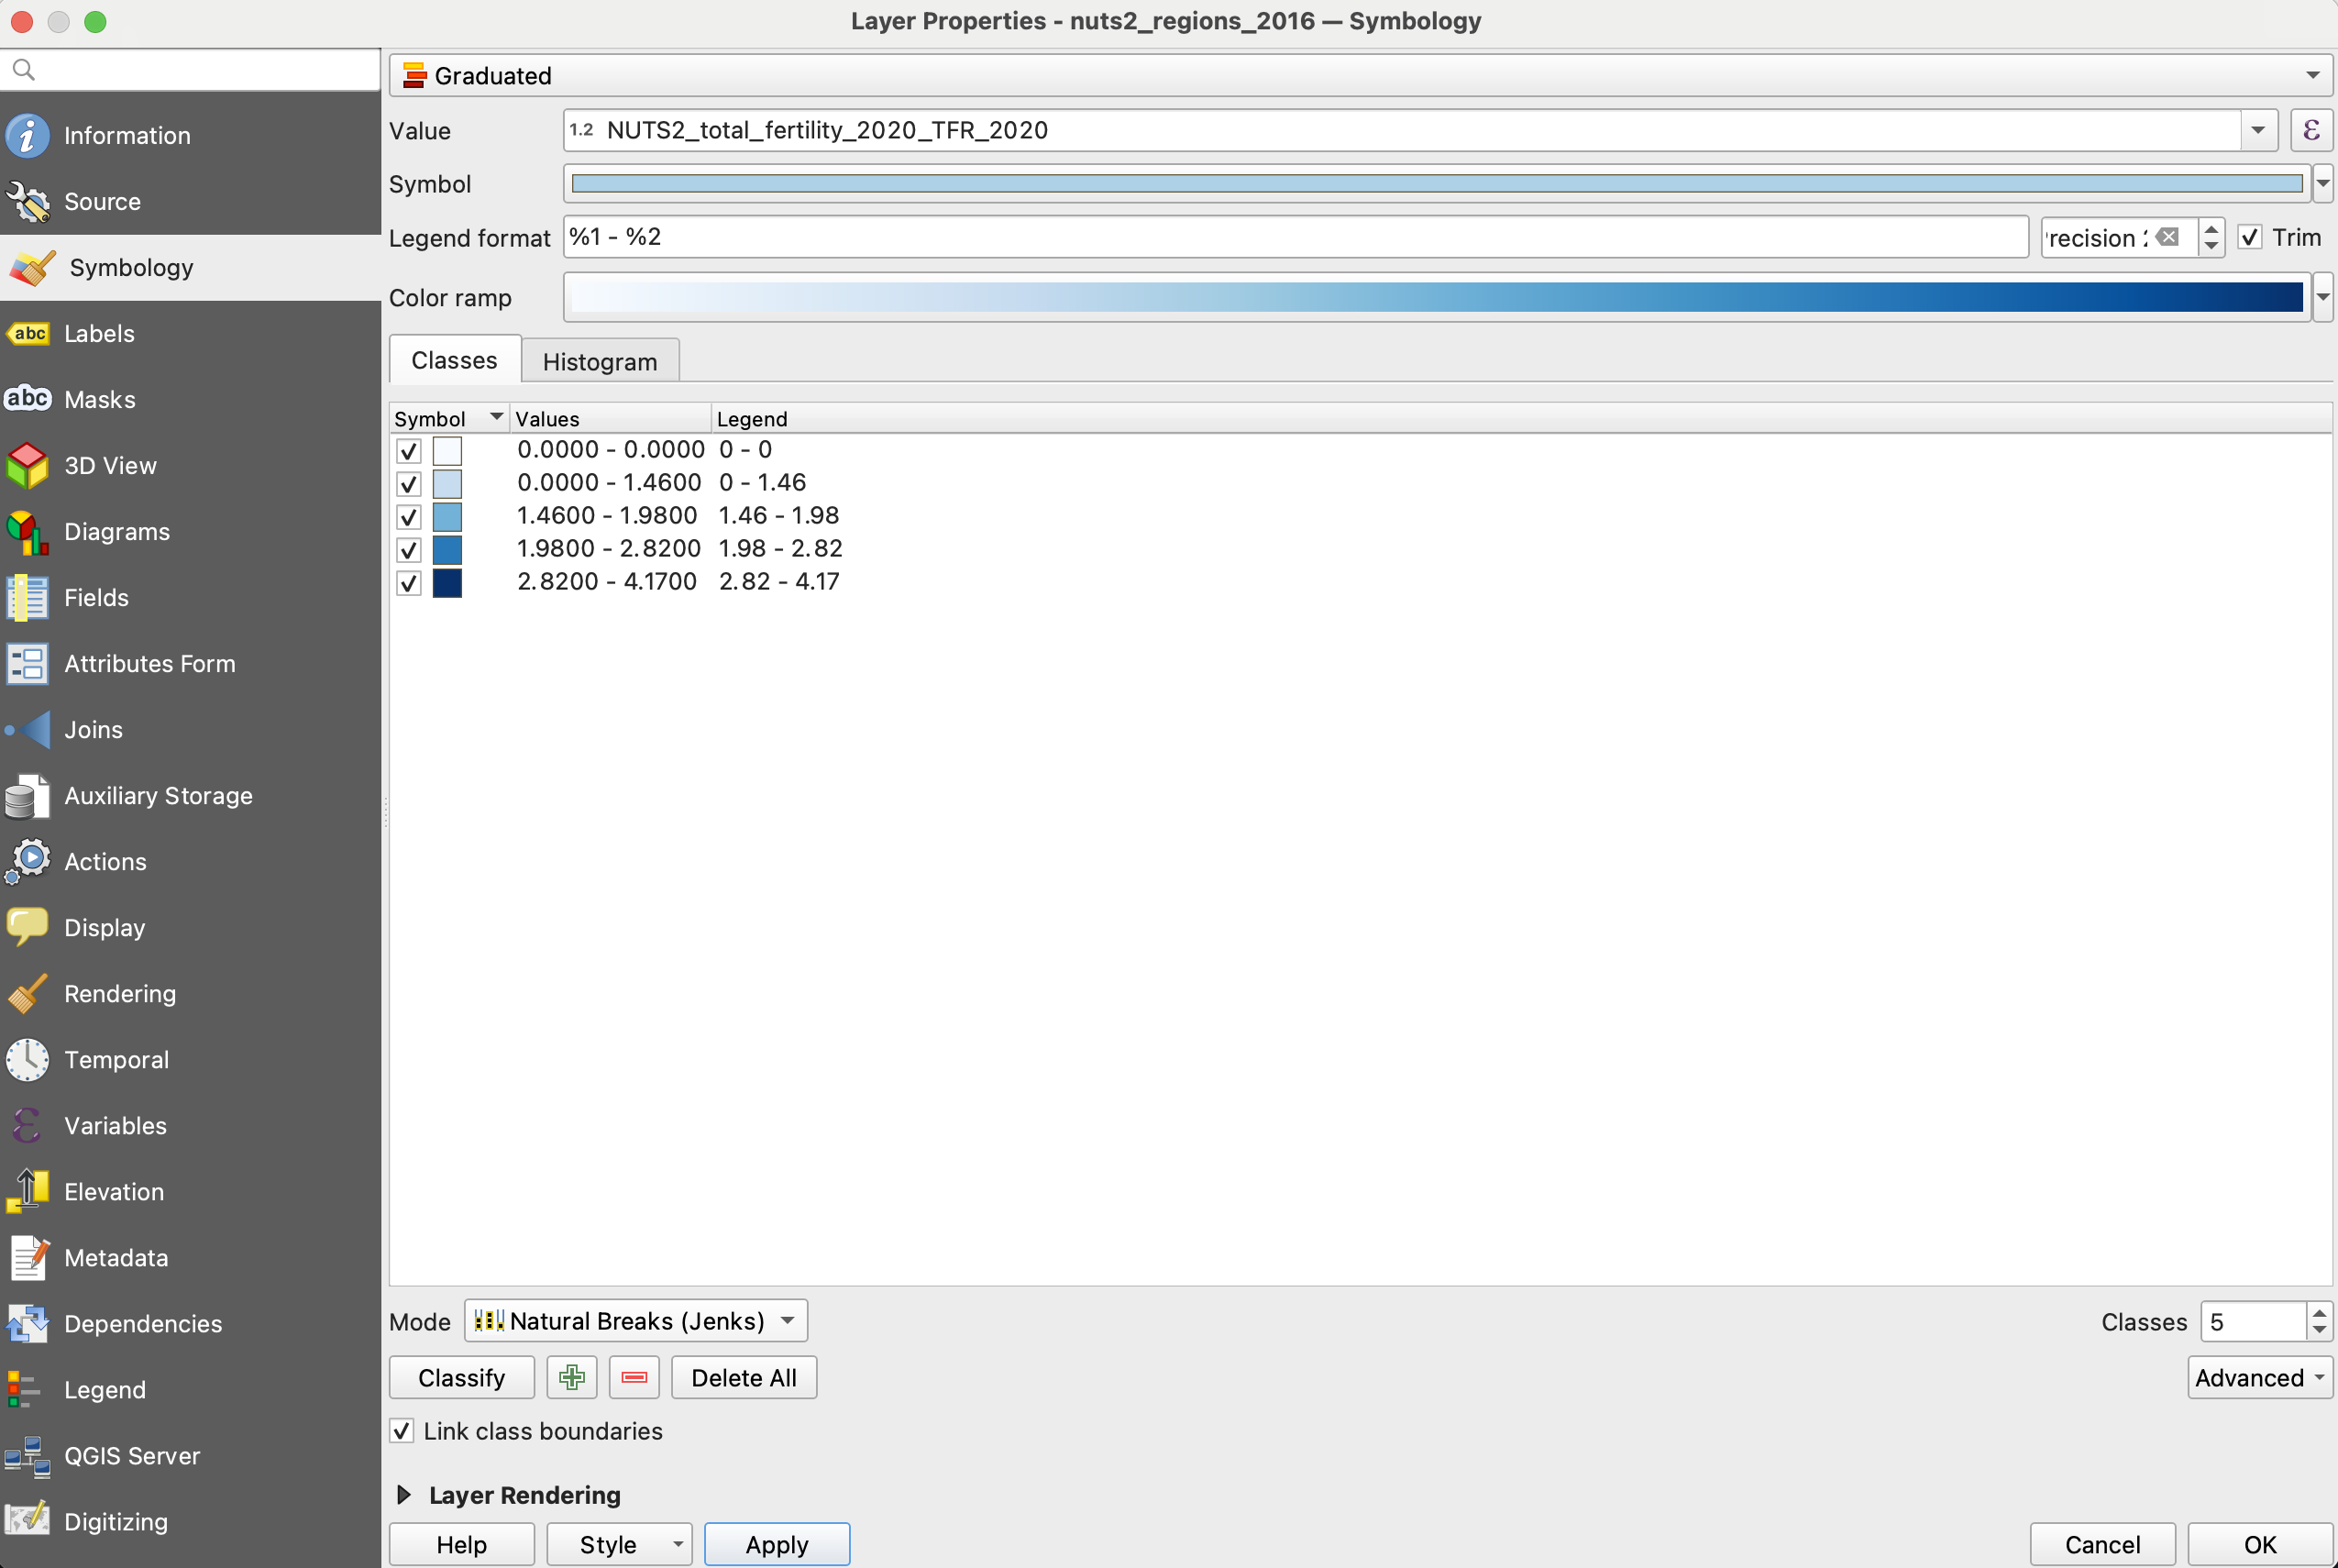 Layer Properties - nuts2_regions_2016 — Symbology
Information
Source
Symbology
Labels
Masks
3D View
Diagrams
Fields
Attributes Form
Joins
Auxiliary Storage
Actions
Display
Rendering
Temporal
Variables
Elevation
Metadata
Dependencies
Legend
QGIS Server
Digitizing
Graduated
Value 1.2 NUTS2_total_fertility_2020_TFR_2020 ε
Symbol
Legend format %1 - %2 Trim
Color ramp
Classes Histogram
Symbol Values Legend
0.0000 - 0.0000 0 - 0
0.0000 - 1.4600 0 - 1.46
1.4600 - 1.9800 1.46 - 1.98
1.9800 - 2.8200 1.98 - 2.82
2.8200 - 4.1700 2.82 - 4.17
Mode Natural Breaks (Jenks) Classes 5
Classify Delete All Advanced
Link class boundaries
Layer Rendering
Help Style Apply Cancel OK